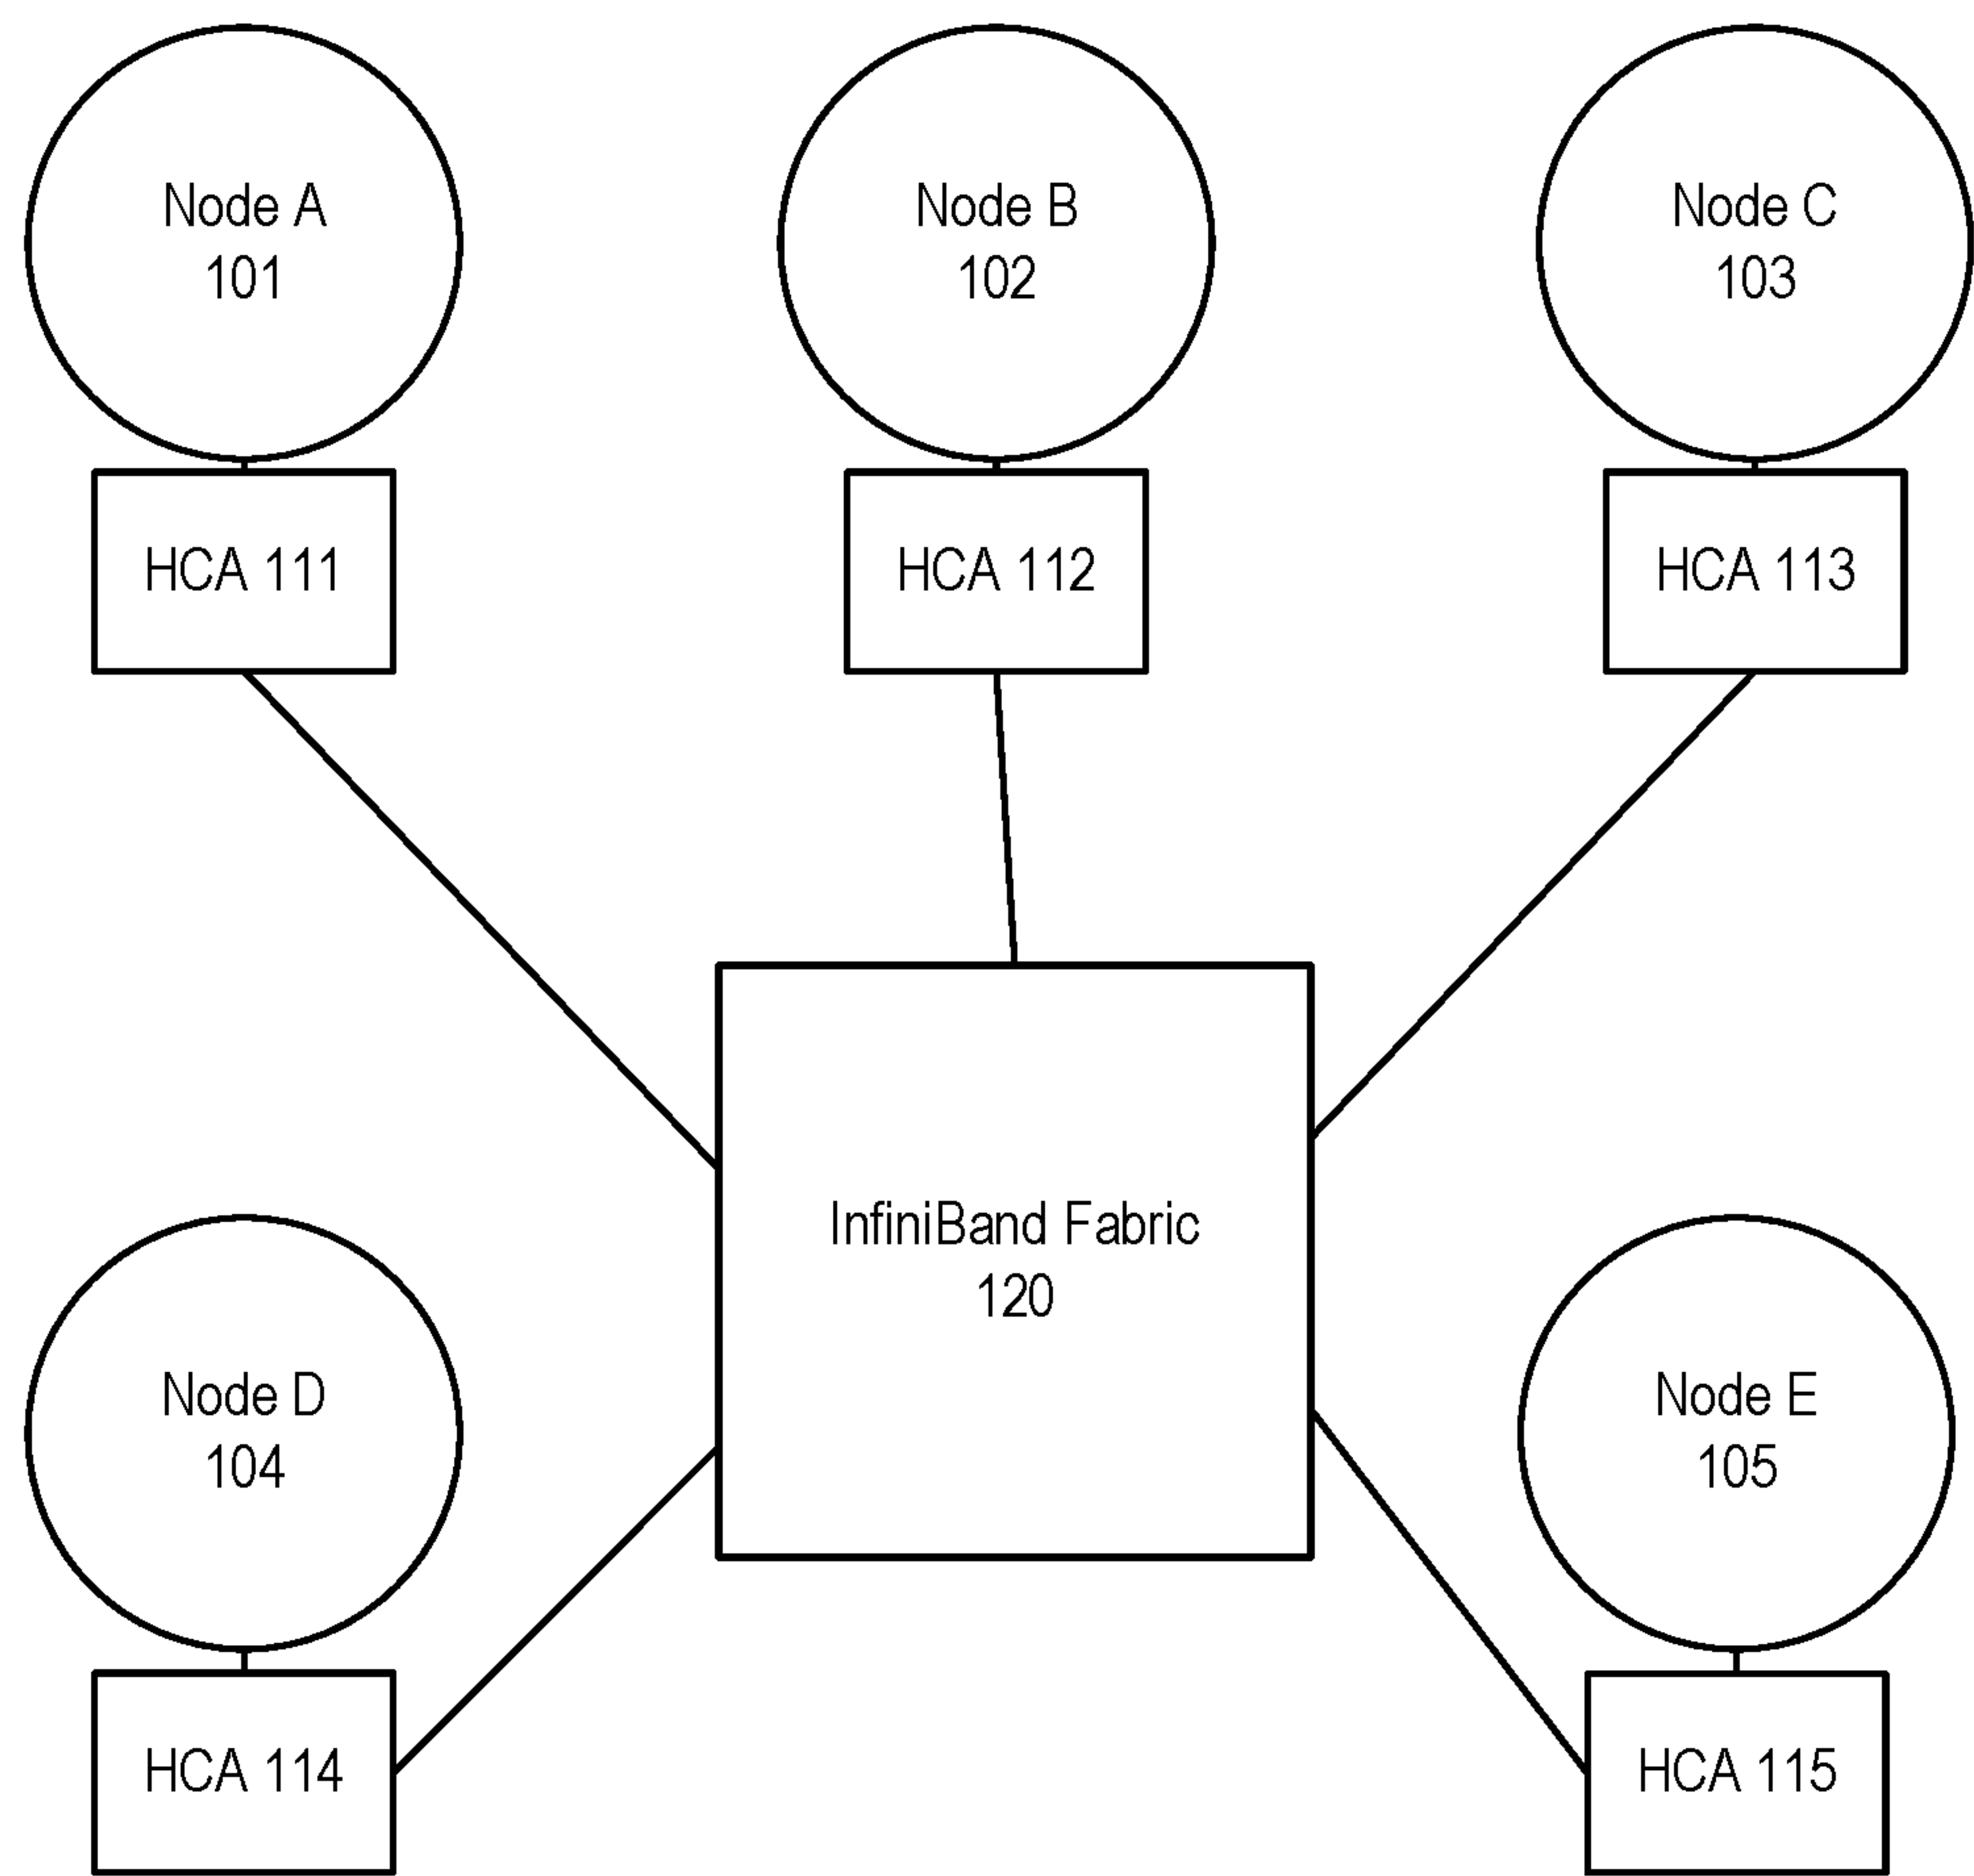 Node A
101
Node B
102
Node C
103
HCA 111
HCA 112
HCA 113
InfiniBand Fabric
120
Node D
104
Node E
105
HCA 114
HCA 115